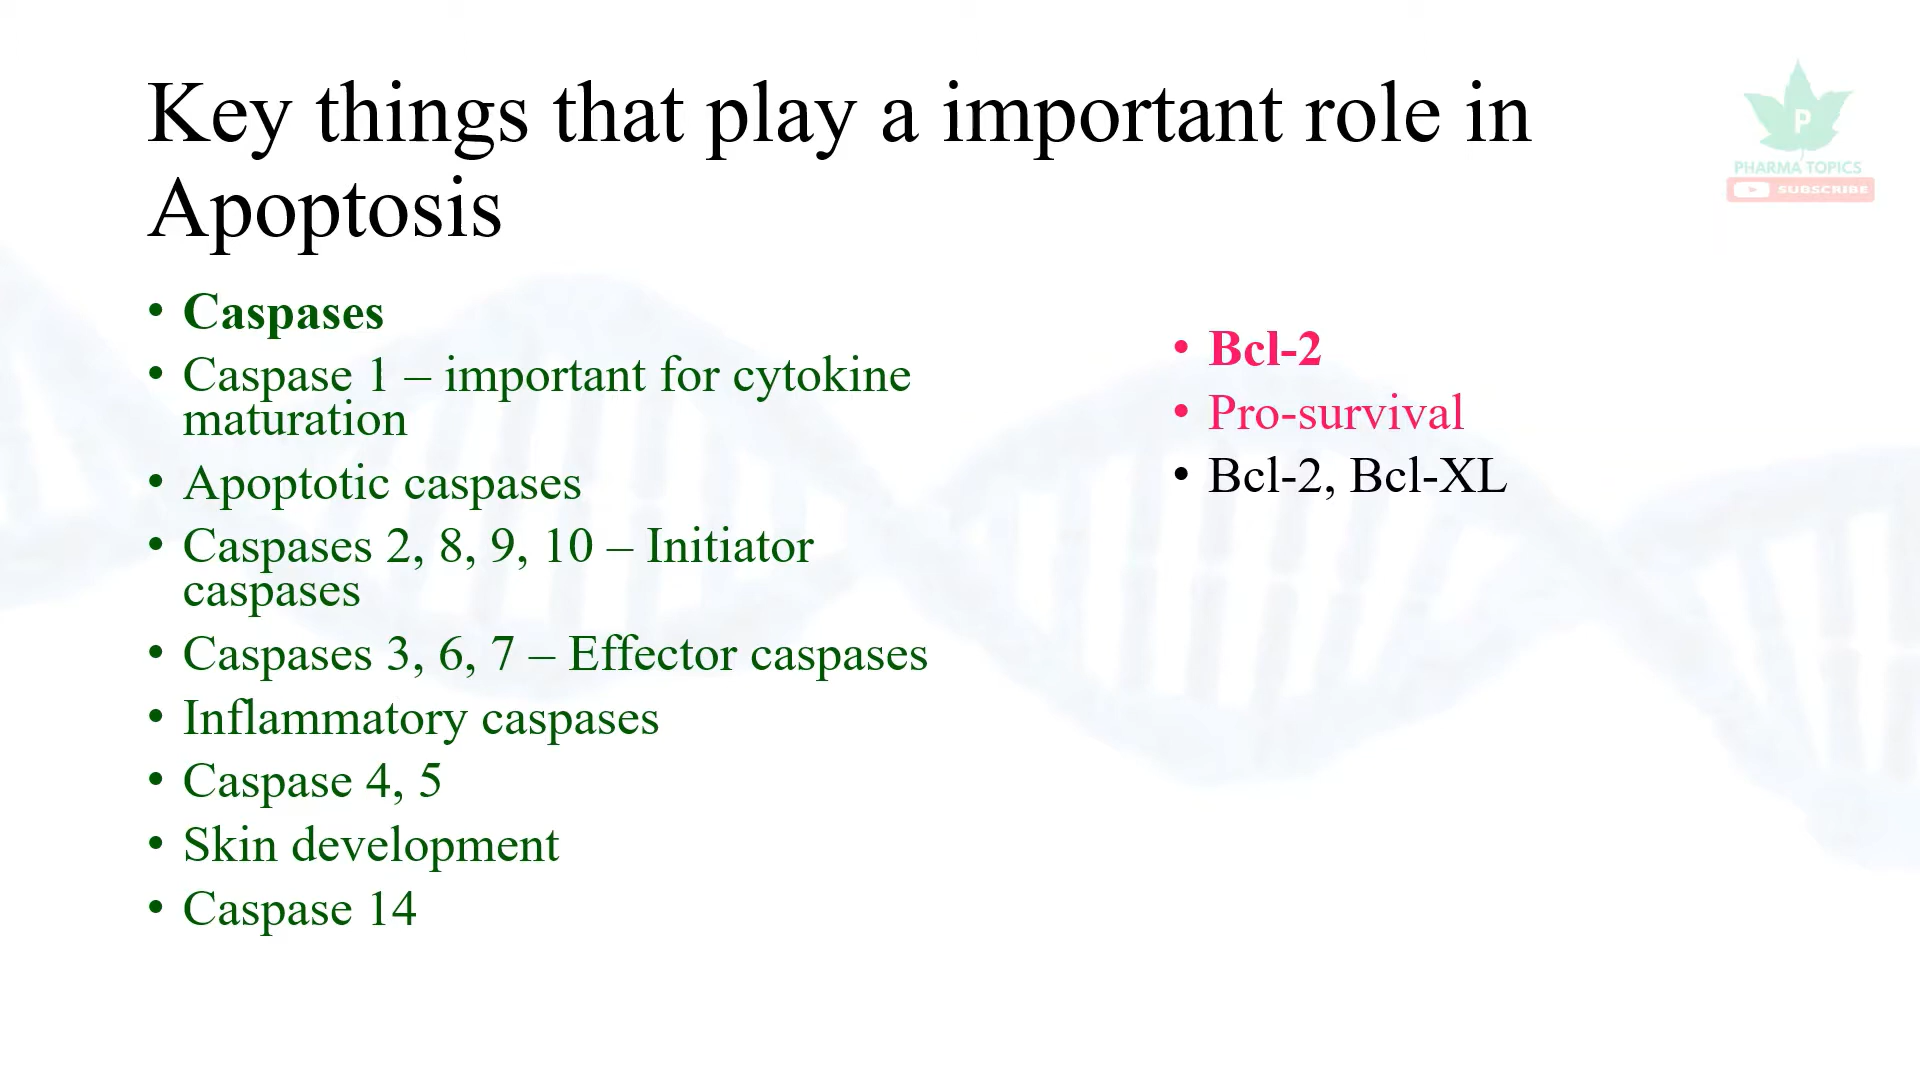 Key things that play a important role in
Apoptosis
P
PHARMA TOPICS
SUBSCRIBE
• Caspases
• Caspase 1 – important for cytokine
maturation
• Apoptotic caspases
• Caspases 2, 8, 9, 10 – Initiator
caspases
• Caspases 3, 6, 7 – Effector caspases
• Inflammatory caspases
• Caspase 4, 5
• Skin development
• Caspase 14
• Bcl-2
• Pro-survival
• Bcl-2, Bcl-XL